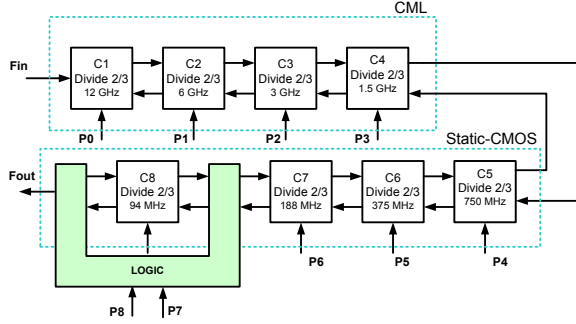 CML
Fin
C1
Divide 2/3
12 GHz
C2
Divide 2/3
6 GHz
C3
Divide 2/3
3 GHz
C4
Divide 2/3
1.5 GHz
P0
P1
P2
P3
Static-CMOS
Fout
C8
Divide 2/3
94 MHz
C7
Divide 2/3
188 MHz
C6
Divide 2/3
375 MHz
C5
Divide 2/3
750 MHz
LOGIC
P6
P5
P4
P8
P7